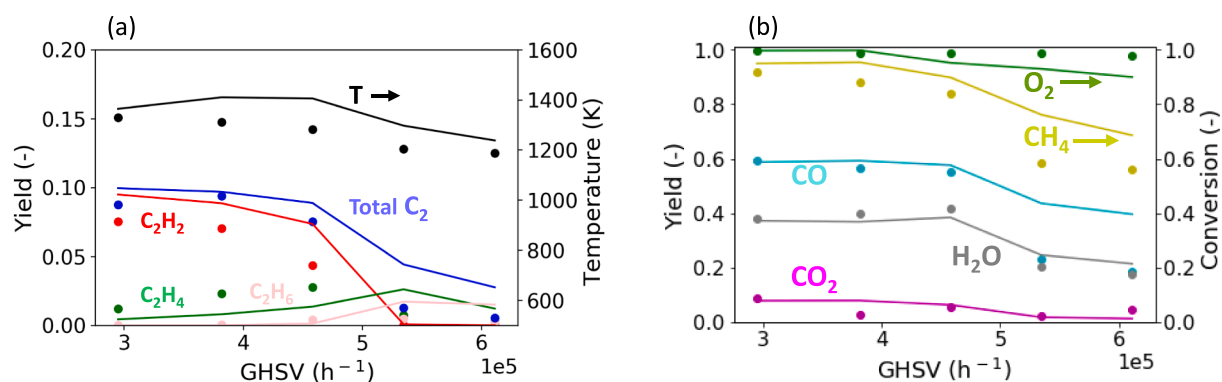 (a)
0.20
0.15
0.10
0.05
0.00
Yield (-)
1600
1400
1200
1000
800
600
Temperature (K)
T →
Total C₂
C₂H₂
C₂H₄
C₂H₆
3
4
5
6
1e5
GHSV (h⁻¹)
(b)
1.0
0.8
0.6
0.4
0.2
0.0
Yield (-)
1.0
0.8
0.6
0.4
0.2
0.0
Conversion (-)
O₂
CH₄
CO
H₂O
CO₂
3
4
5
6
1e5
GHSV (h⁻¹)